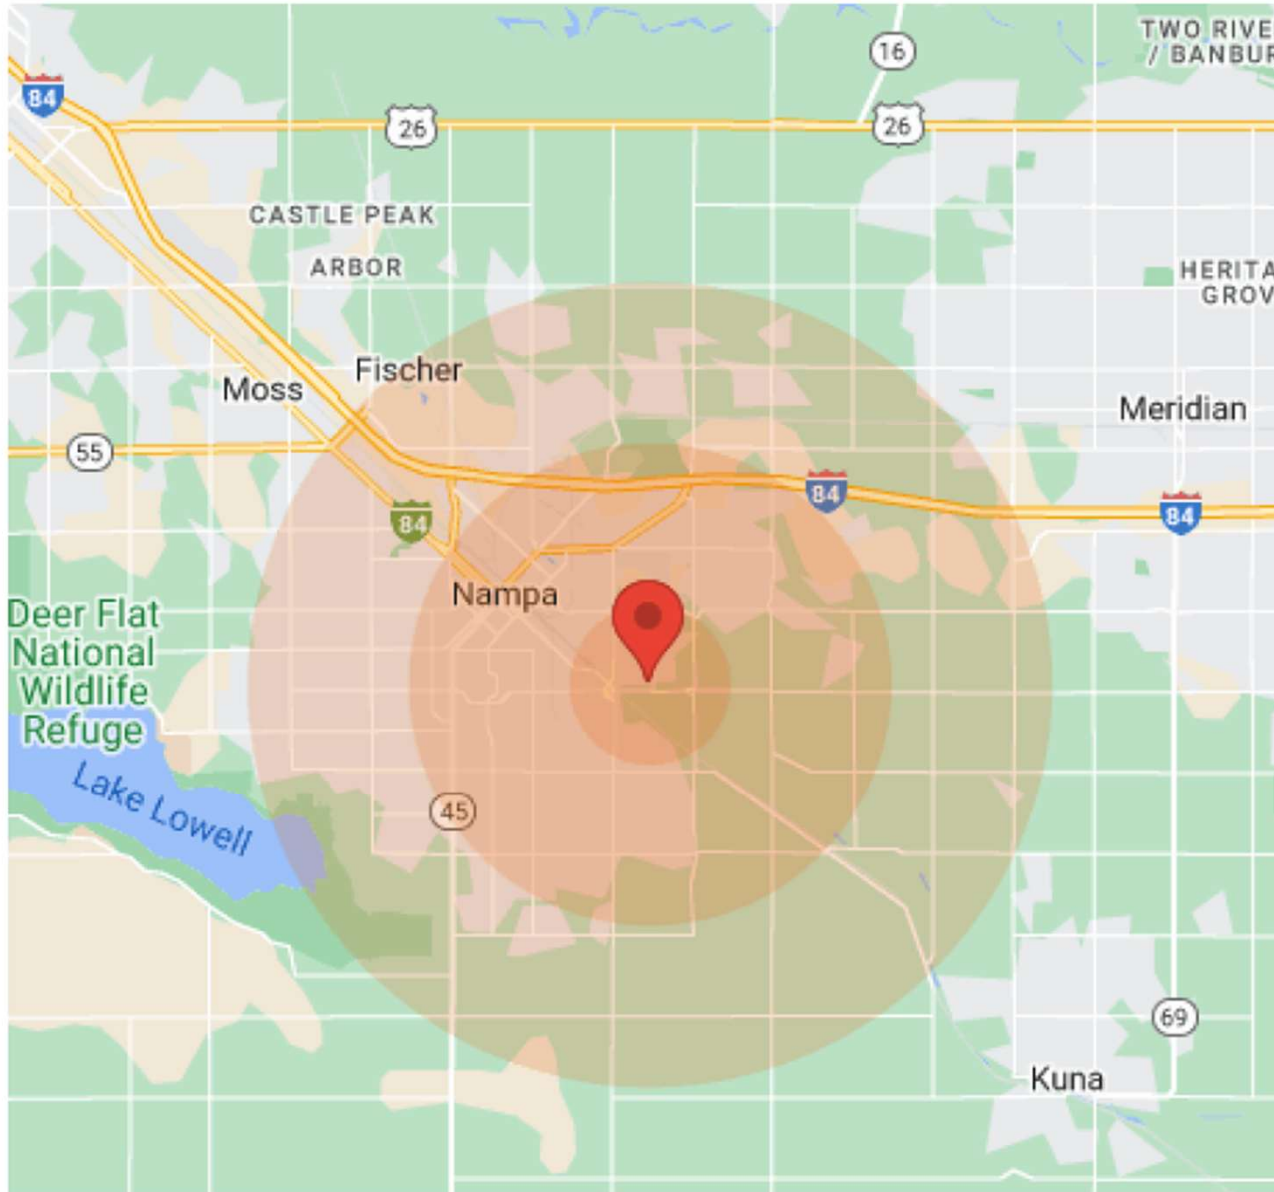 TWO RIVE
/ BANBUR
16
84
26
26
CASTLE PEAK
ARBOR
HERITA
GROV
Fischer
Moss
Meridian
55
84
84
84
Nampa
Deer Flat
National
Wildlife
Refuge
Lake Lowell
45
69
Kuna